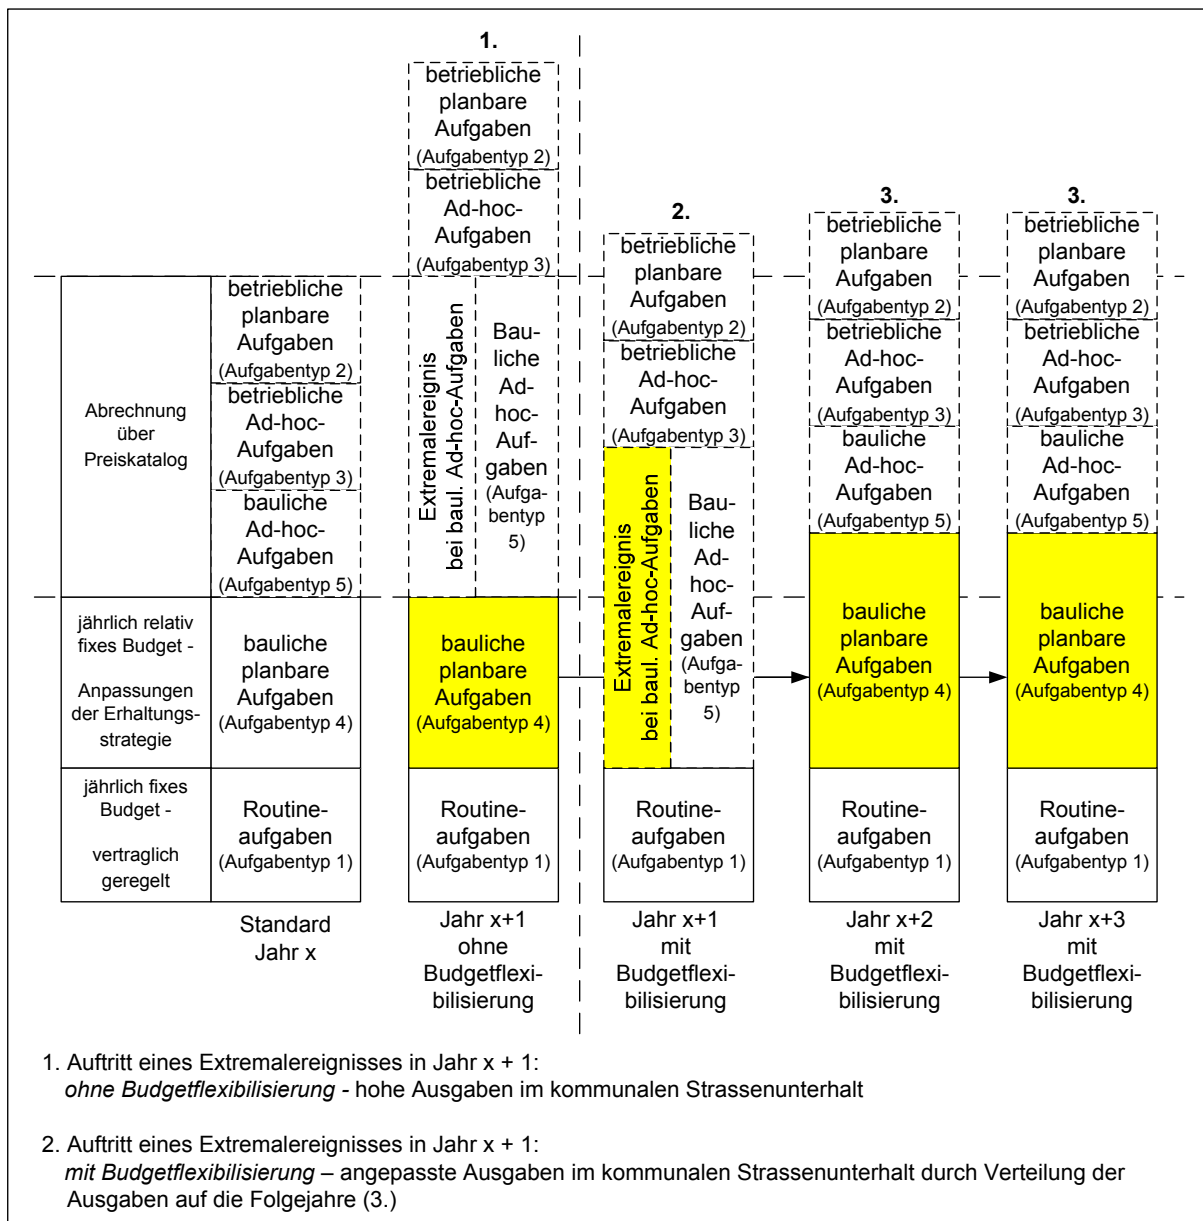 1.
betriebliche
planbare
Aufgaben
(Aufgabentyp 2)
betriebliche
Ad-hoc-
Aufgaben
(Aufgabentyp 3)
Extremalereignis
bei baul. Ad-hoc-Aufgaben
Bau-
liche
Ad-
hoc-
Auf-
gaben
(Aufga-
bentyp
5)
bauliche
planbare
Aufgaben
(Aufgabentyp 4)
Routine-
aufgaben
(Aufgabentyp 1)
Jahr x+1
ohne
Budgetflexi-
bilisierung
Abrechnung
über
Preiskatalog
jährlich relativ
fixes Budget -
Anpassungen
der Erhaltungs-
strategie
jährlich fixes
Budget -
vertraglich
geregelt
betriebliche
planbare
Aufgaben
(Aufgabentyp 2)
betriebliche
Ad-hoc-
Aufgaben
(Aufgabentyp 3)
bauliche
Ad-hoc-
Aufgaben
(Aufgabentyp 5)
bauliche
planbare
Aufgaben
(Aufgabentyp 4)
Routine-
aufgaben
(Aufgabentyp 1)
Standard
Jahr x
2.
betriebliche
planbare
Aufgaben
(Aufgabentyp 2)
betriebliche
Ad-hoc-
Aufgaben
(Aufgabentyp 3)
Extremalereignis
bei baul. Ad-hoc-Aufgaben
Bau-
liche
Ad-
hoc-
Auf-
gaben
(Aufga-
bentyp
5)
Routine-
aufgaben
(Aufgabentyp 1)
Jahr x+1
mit
Budgetflexi-
bilisierung
3.
betriebliche
planbare
Aufgaben
(Aufgabentyp 2)
betriebliche
Ad-hoc-
Aufgaben
(Aufgabentyp 3)
bauliche
Ad-hoc-
Aufgaben
(Aufgabentyp 5)
bauliche
planbare
Aufgaben
(Aufgabentyp 4)
Routine-
aufgaben
(Aufgabentyp 1)
Jahr x+2
mit
Budgetflexi-
bilisierung
3.
betriebliche
planbare
Aufgaben
(Aufgabentyp 2)
betriebliche
Ad-hoc-
Aufgaben
(Aufgabentyp 3)
bauliche
Ad-hoc-
Aufgaben
(Aufgabentyp 5)
bauliche
planbare
Aufgaben
(Aufgabentyp 4)
Routine-
aufgaben
(Aufgabentyp 1)
Jahr x+3
mit
Budgetflexi-
bilisierung
1. Auftritt eines Extremalereignisses in Jahr x + 1:
ohne Budgetflexibilisierung - hohe Ausgaben im kommunalen Strassenunterhalt
2. Auftritt eines Extremalereignisses in Jahr x + 1:
mit Budgetflexibilisierung – angepasste Ausgaben im kommunalen Strassenunterhalt durch Verteilung der
Ausgaben auf die Folgejahre (3.)